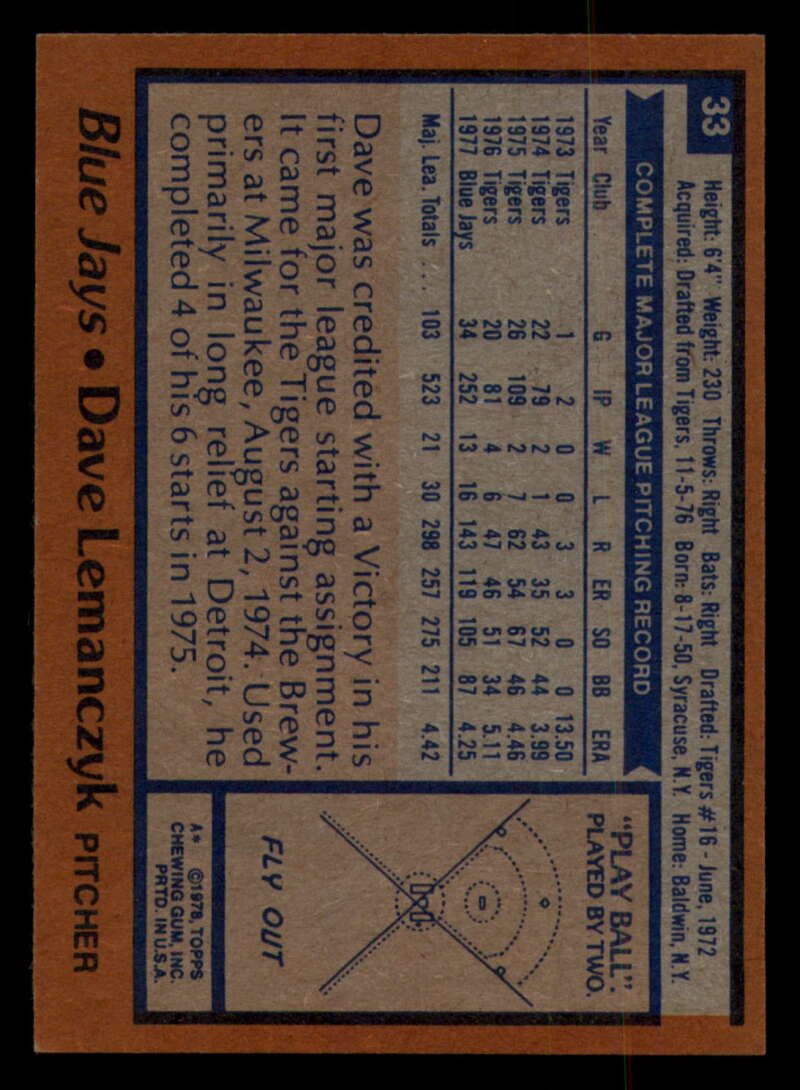 33
Height: 6'4" Weight: 230 Throws: Right Bats: Right Drafted: Tigers #16 - June, 1972
Acquired: Drafted from Tigers, 11-5-76 Born: 8-17-50, Syracuse, N.Y. Home: Baldwin, N.Y.
COMPLETE MAJOR LEAGUE PITCHING RECORD
Year Club G IP W L R ER SO BB ERA
1973 Tigers 1 2 0 0 3 3 0 0 13.50
1974 Tigers 22 79 2 1 43 35 52 44 3.99
1975 Tigers 26 109 2 7 62 54 67 46 4.46
1976 Tigers 20 81 4 6 47 46 51 34 5.11
1977 Blue Jays 34 252 13 16 143 119 105 87 4.25
Maj. Lea. Totals ... 103 523 21 30 298 257 275 211 4.42
Dave was credited with a Victory in his
first major league starting assignment.
It came for the Tigers against the Brew-
ers at Milwaukee, August 2, 1974. Used
primarily in long relief at Detroit, he
completed 4 of his 6 starts in 1975.
"PLAY BALL".
PLAYED BY TWO.
FLY OUT
A* ©1978, TOPPS
CHEWING GUM, INC.
PRTD. IN U.S.A.
Blue Jays • Dave Lemanczyk PITCHER